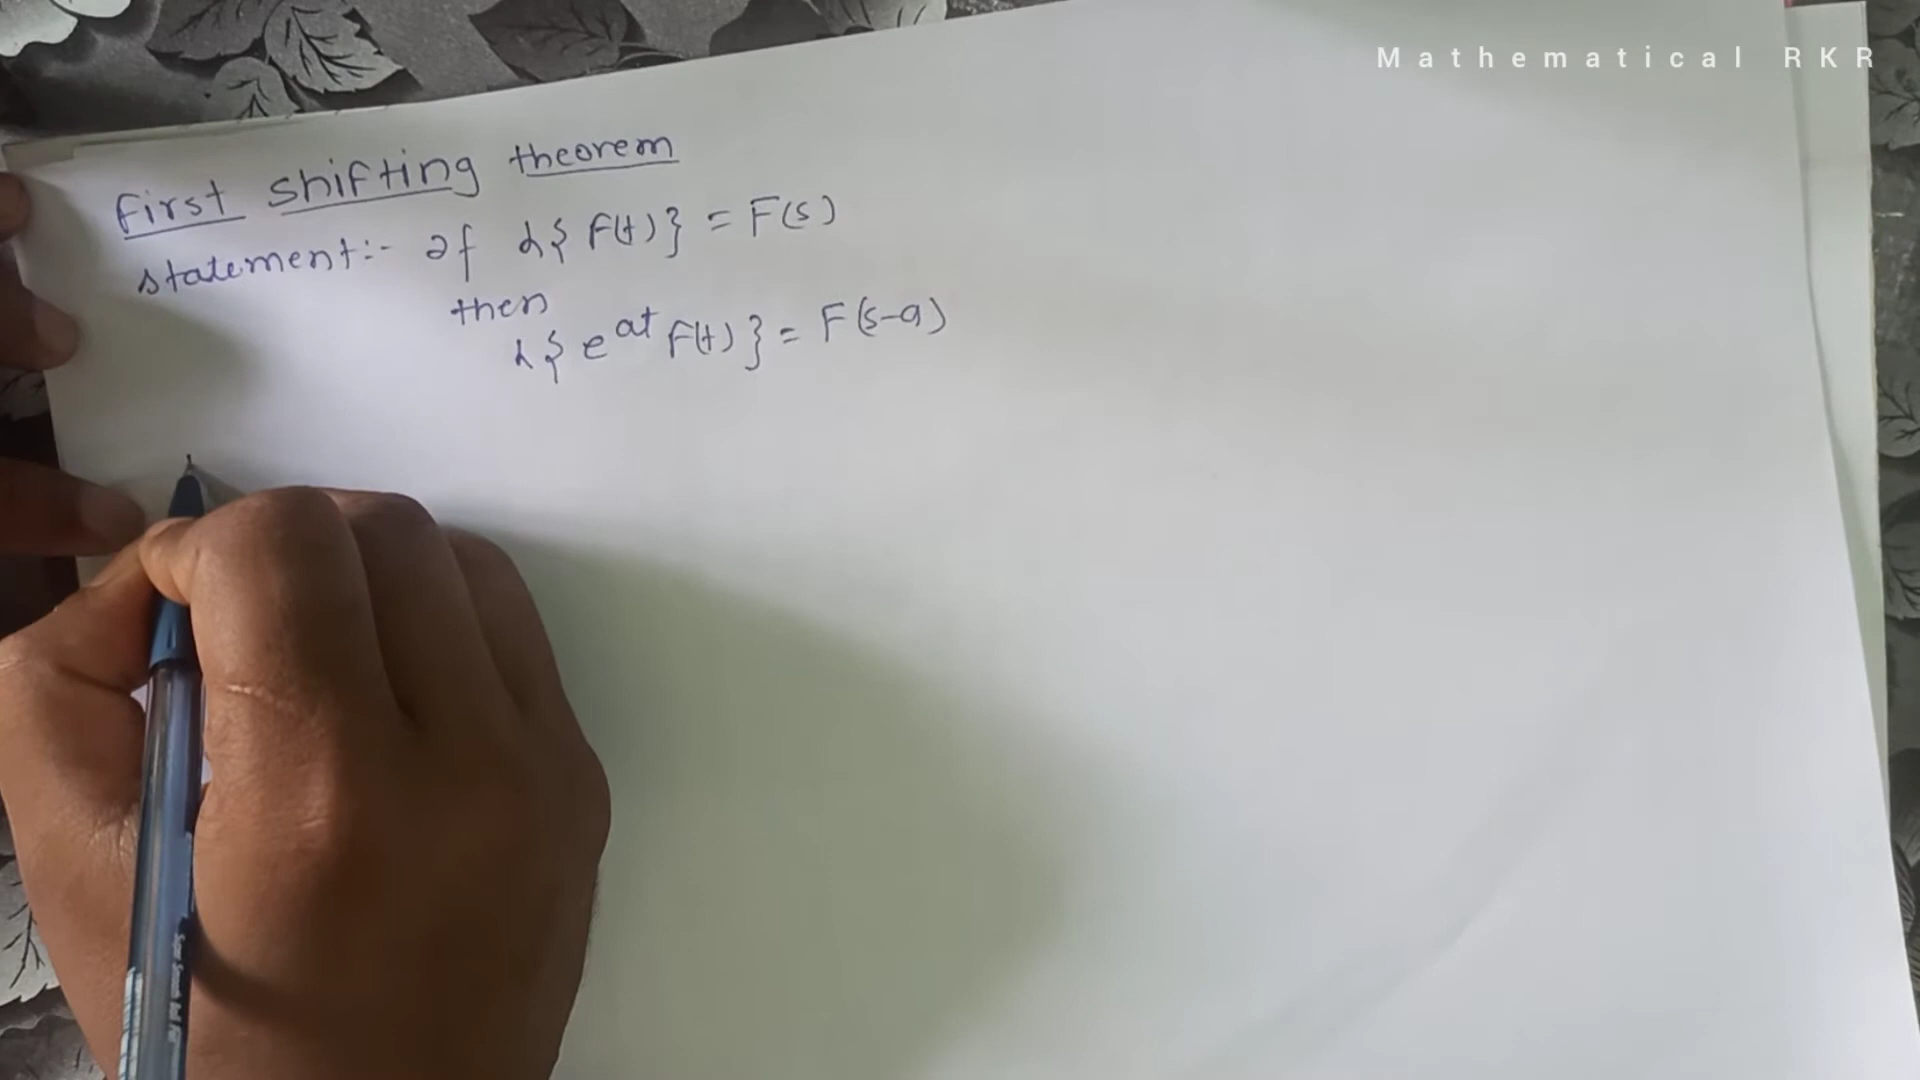 Mathematical RKR
First shifting theorem
Statement:- If L{F(t)} = F(s)
then
L{e^{at} F(t)} = F(s-a)